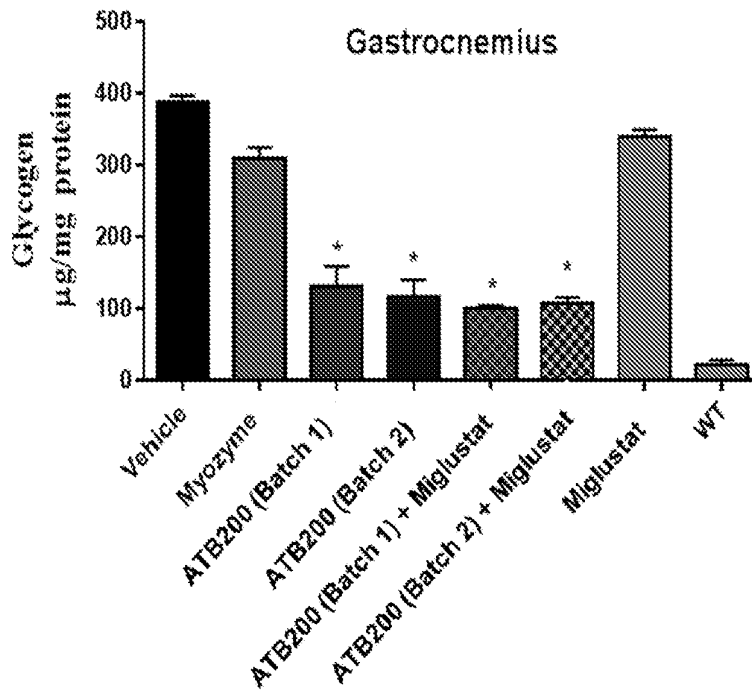 Gastrocnemius
Glycogen
µg/mg protein
500
400
300
200
100
0
*
*
*
*
Vehicle
Myozyme
ATB200 (Batch 1)
ATB200 (Batch 2)
ATB200 (Batch 1) + Miglustat
ATB200 (Batch 2) + Miglustat
Miglustat
WT